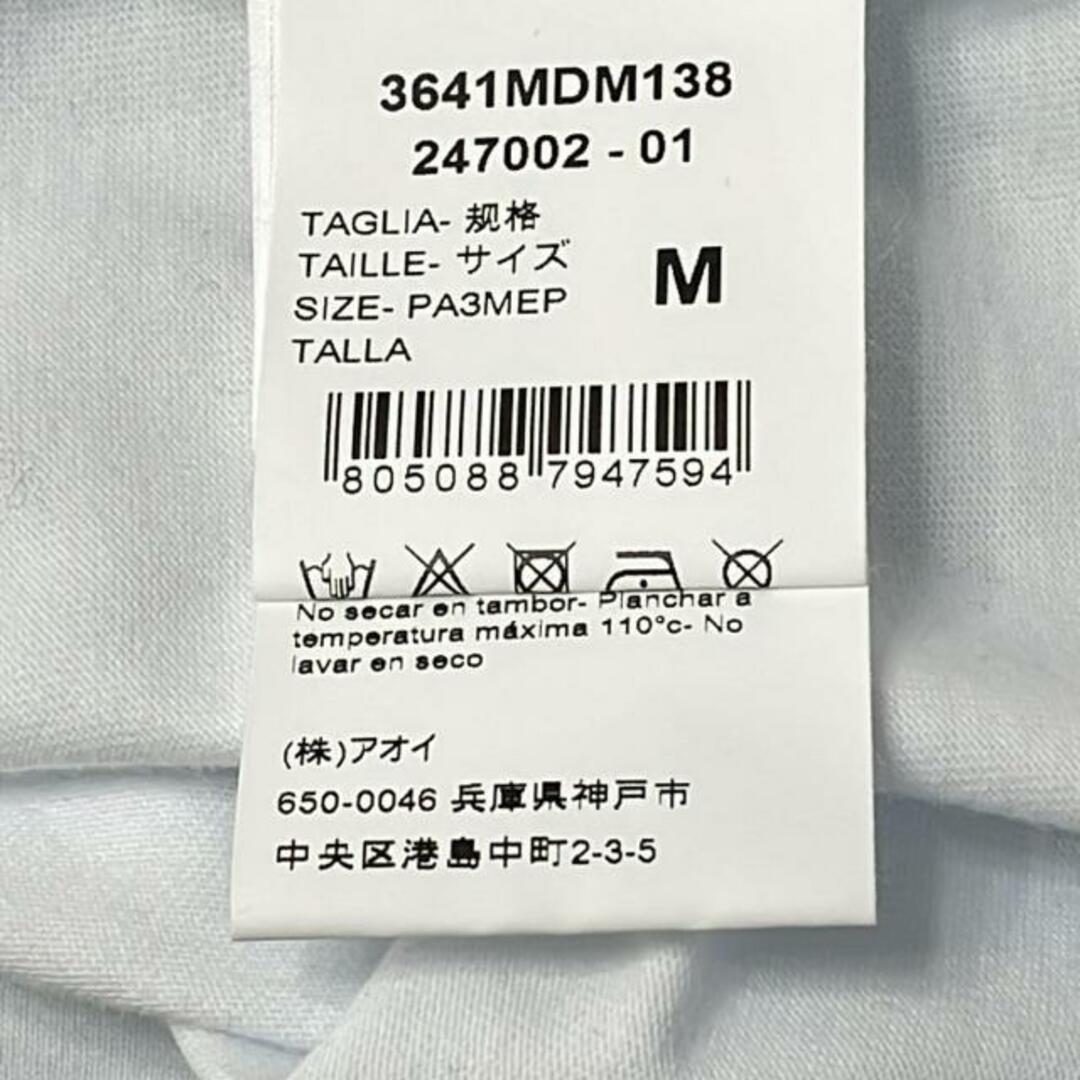 3641MDM138
247002 - 01
TAGLIA- 规格
TAILLE- サイズ
SIZE- PA3MEP
TALLA
M
805088 7947594
No secar en tambor- Planchar a
temperatura máxima 110°c- No
lavar en seco
(株)アオイ
650-0046 兵庫県神戸市
中央区港島中町2-3-5